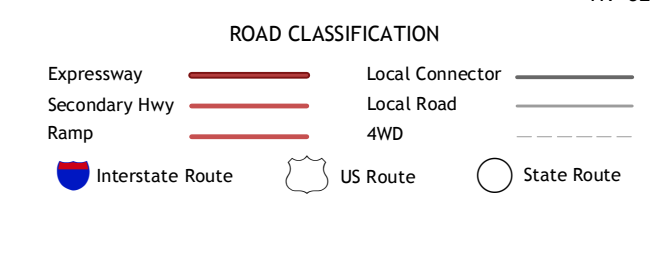 ROAD CLASSIFICATION
Expressway
Local Connector
Secondary Hwy
Local Road
Ramp
4WD
Interstate Route
US Route
State Route